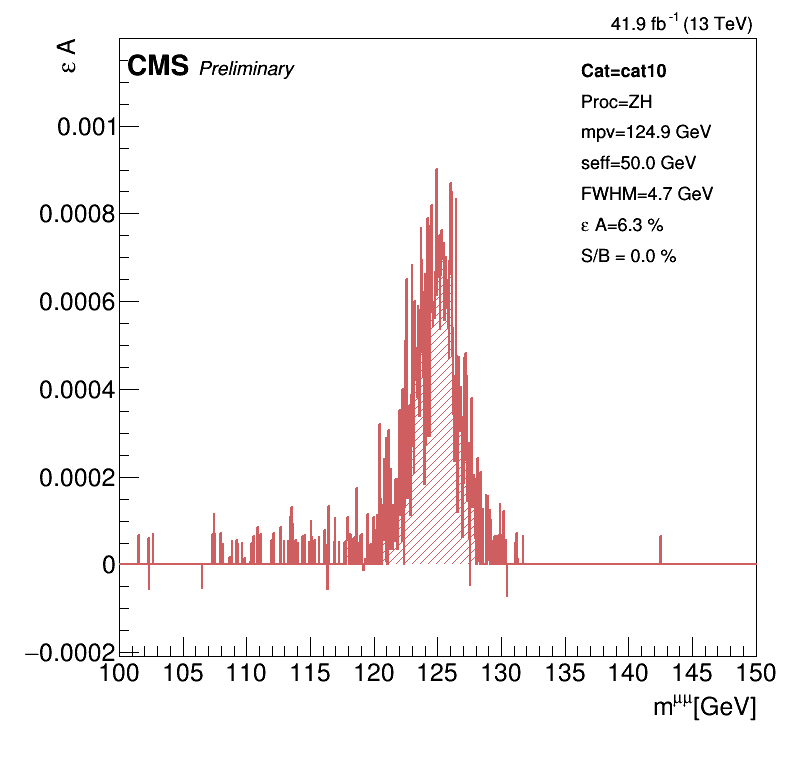 41.9 fb⁻¹ (13 TeV)
ε A
CMS Preliminary
Cat=cat10
Proc=ZH
mpv=124.9 GeV
seff=50.0 GeV
FWHM=4.7 GeV
ε A=6.3 %
S/B = 0.0 %
0.001
0.0008
0.0006
0.0004
0.0002
0
−0.0002
100 105 110 115 120 125 130 135 140 145 150
m^μμ[GeV]